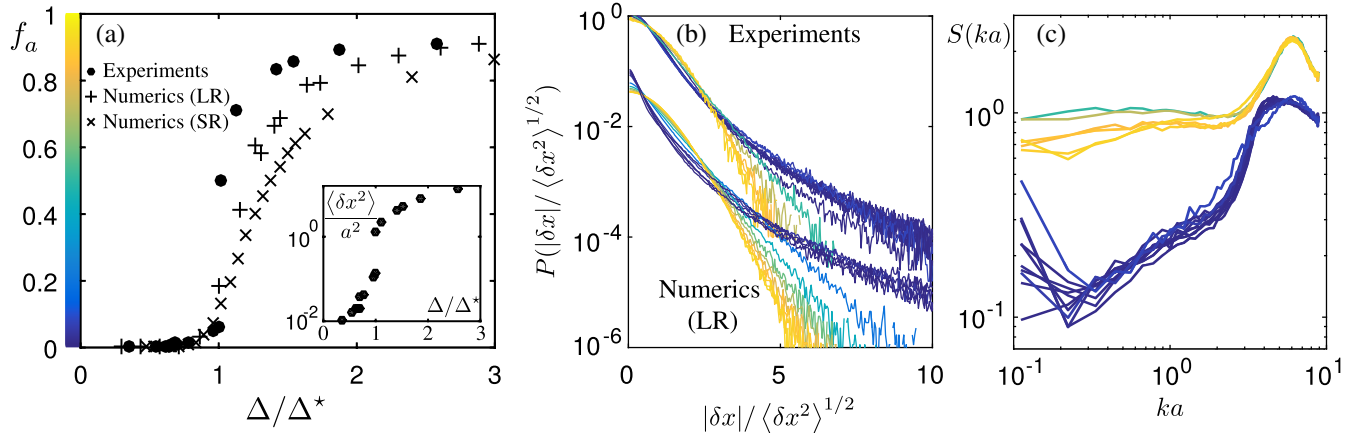 f_a
(a)
1
0.8
0.6
0.4
0.2
0
Experiments
Numerics (LR)
Numerics (SR)
⟨δx²⟩
a²
10⁰
10⁻²
Δ/Δ⋆
0 1 2 3
0 1 2 3
Δ/Δ⋆
(b)
Experiments
Numerics
(LR)
P(|δx|/⟨δx²⟩^{1/2})
10⁰
10⁻²
10⁻⁴
10⁻⁶
0 5 10
|δx|/⟨δx²⟩^{1/2}
S(ka)
(c)
10⁰
10⁻¹
10⁻¹ 10⁰ 10¹
ka